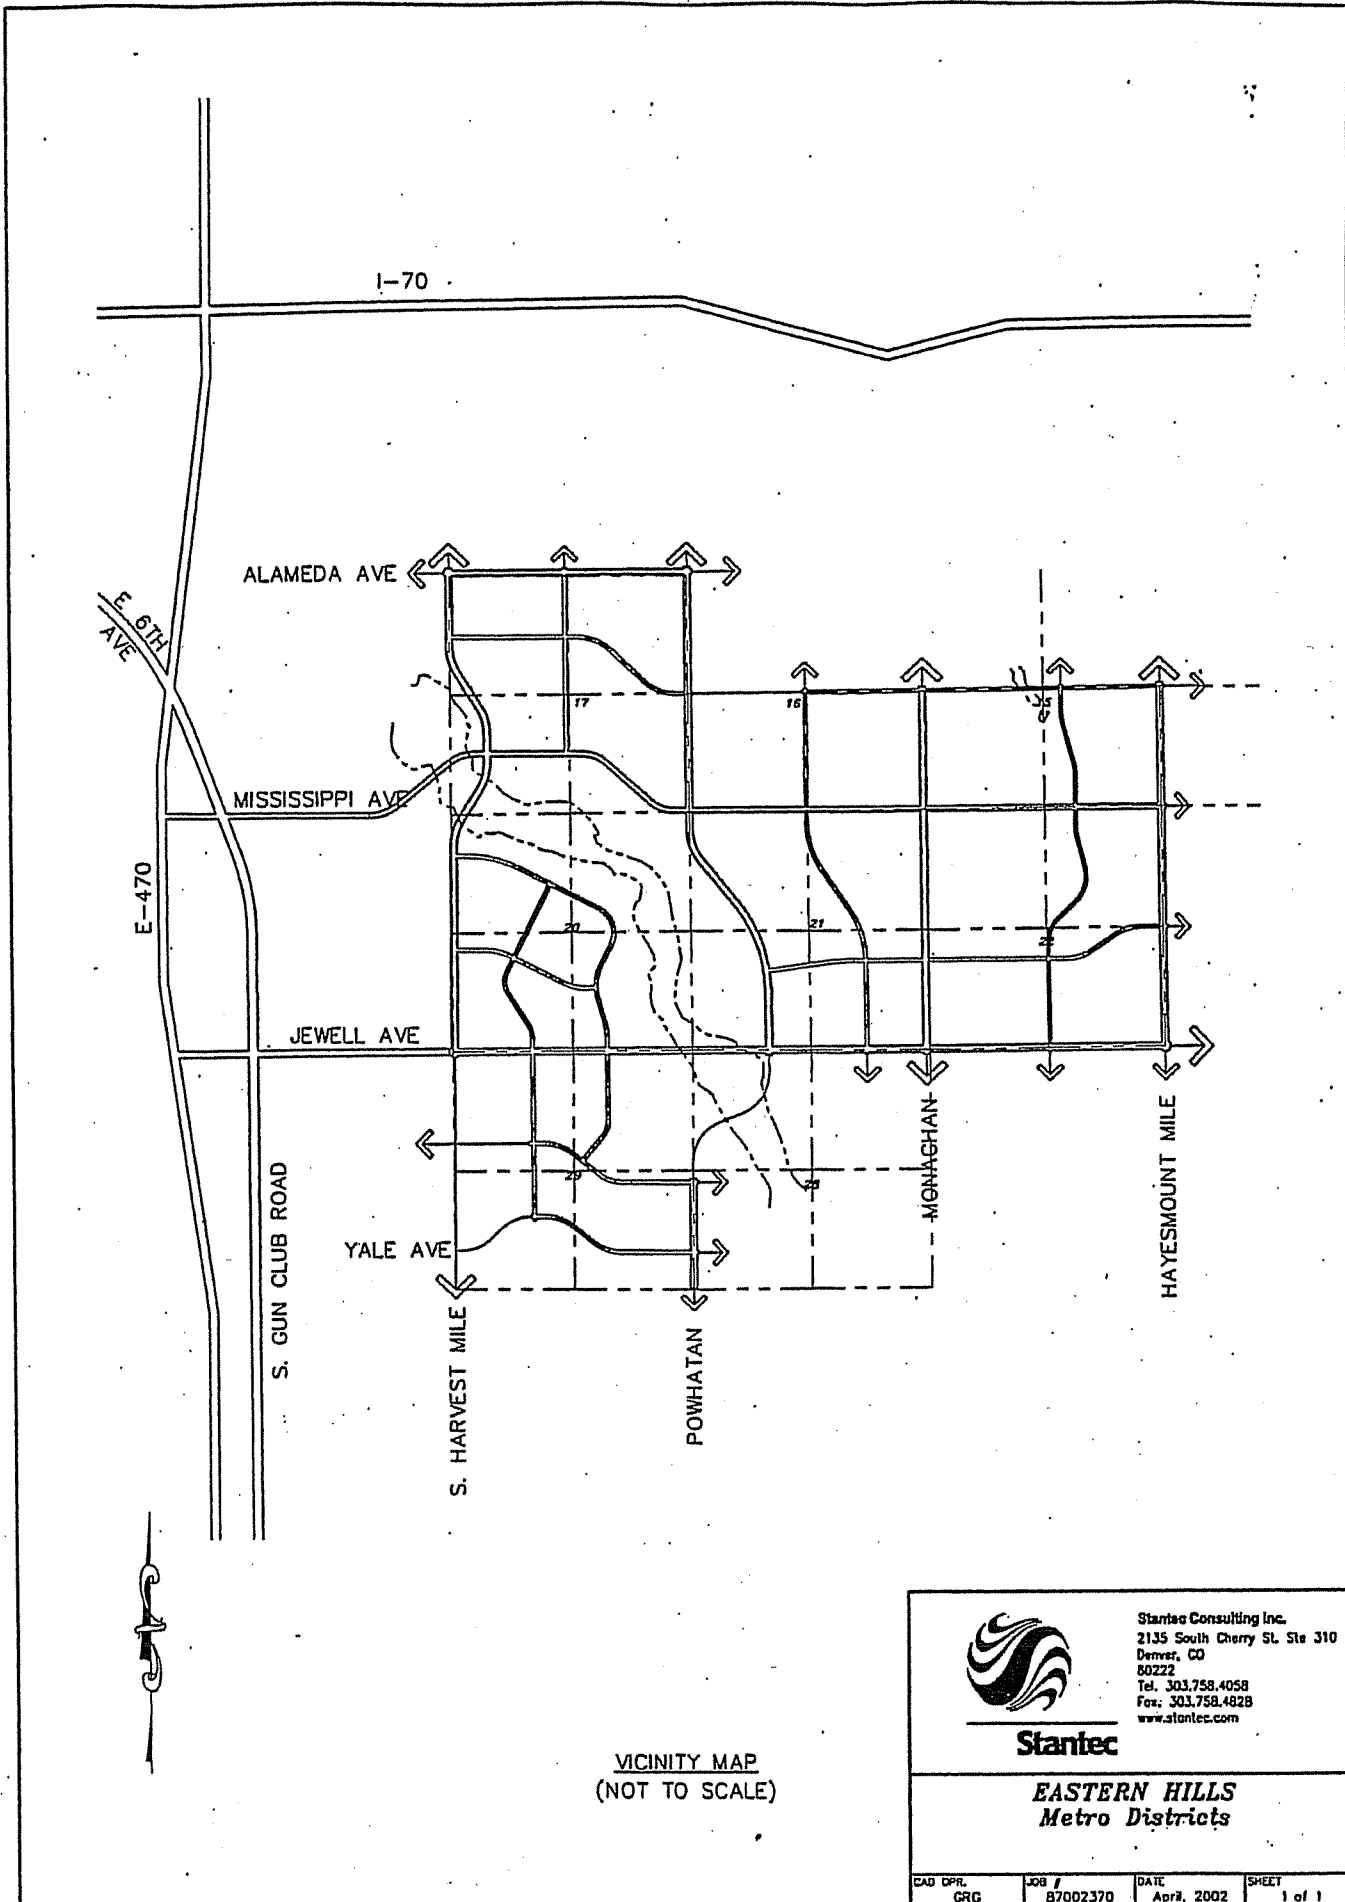 I-70
ALAMEDA AVE
E 6TH
AVE
17
16
MISSISSIPPI AVE
E-470
20
21
22
JEWELL AVE
MONAGHAN
HAYESMOUNT MILE
S. GUN CLUB ROAD
29
28
YALE AVE
S. HARVEST MILE
POWHATAN
VICINITY MAP
(NOT TO SCALE)
Stantec Consulting Inc.
2135 South Cherry St. Ste 310
Denver, CO
80222
Tel. 303.758.4058
Fax: 303.758.4828
www.stantec.com
Stantec
EASTERN HILLS
Metro Districts
CAD OPR. JOB # DATE SHEET
GRG 87002370 April, 2002 1 of 1